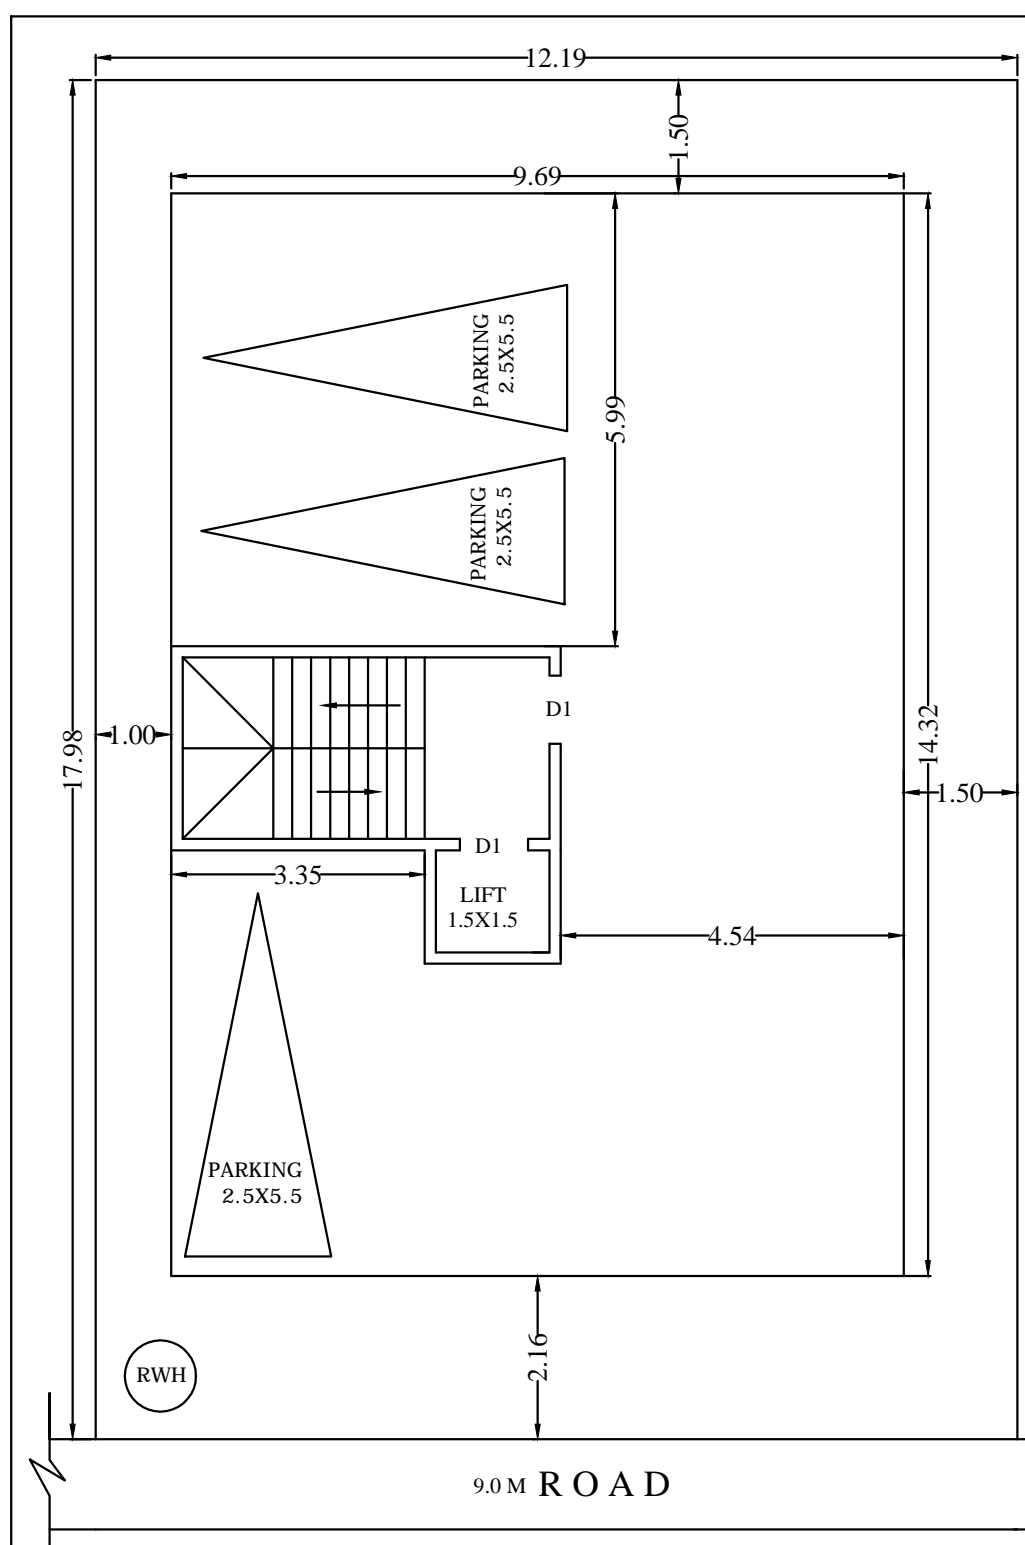 12.19
1.50
9.69
PARKING
2.5X5.5
5.99
PARKING
2.5X5.5
D1
14.32
17.98
1.00
1.50
D1
3.35
LIFT
1.5X1.5
4.54
PARKING
2.5X5.5
2.16
RWH
9.0 M ROAD